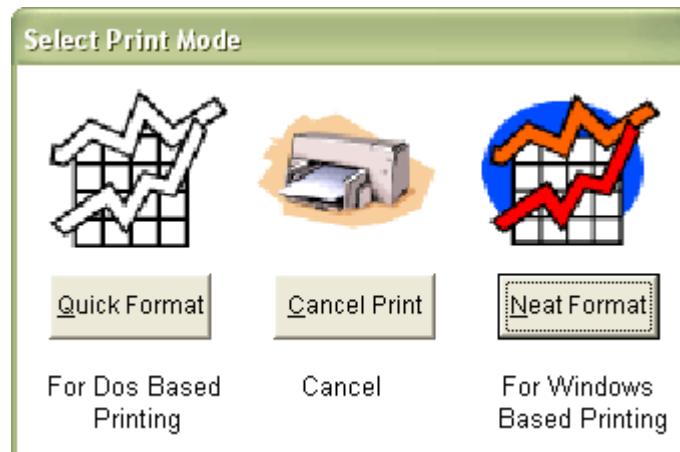 Select Print Mode
Quick Format
Cancel Print
Neat Format
For Dos Based
Printing
Cancel
For Windows
Based Printing